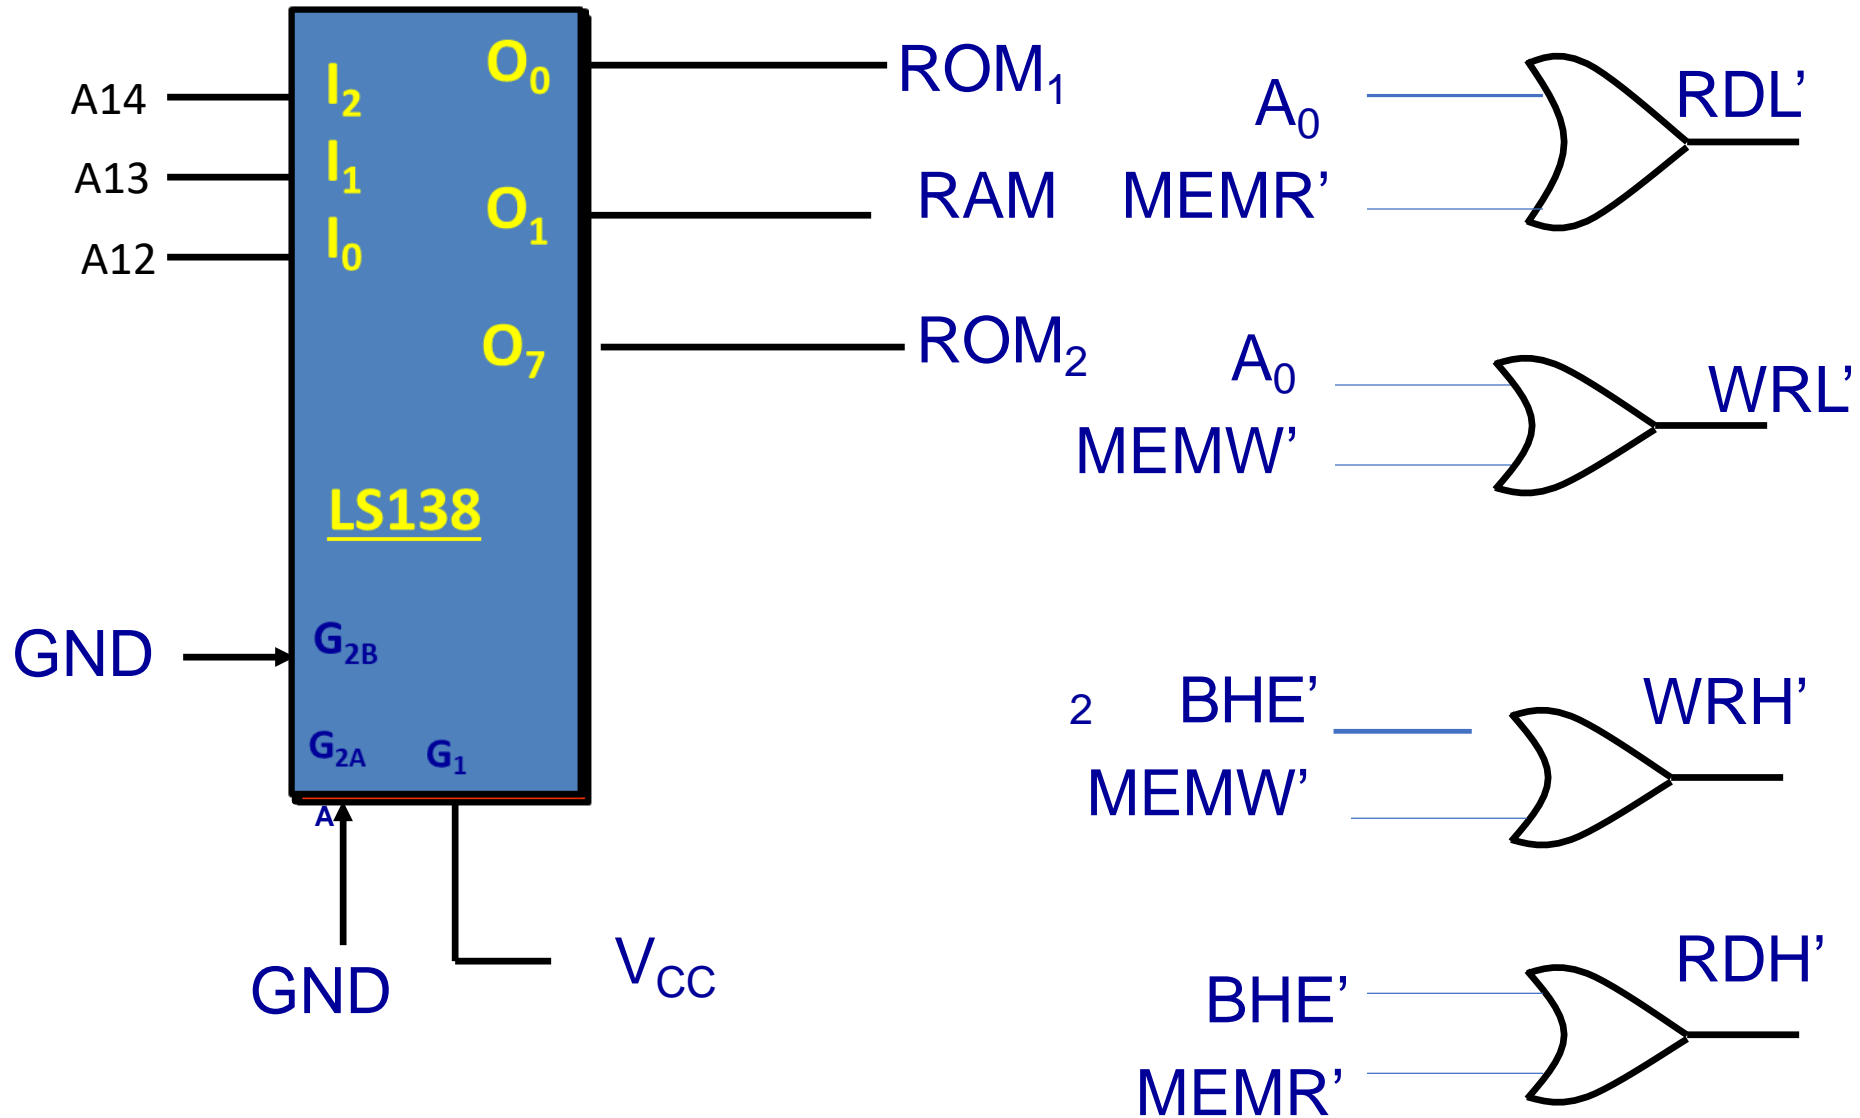 A14
A13
A12
I2
I1
I0
O0
O1
O7
LS138
G2B
G2A
G1
A
GND
GND
VCC
ROM1
RAM
ROM2
A0
MEMR’
RDL’
A0
MEMW’
WRL’
2
BHE’
MEMW’
WRH’
BHE’
MEMR’
RDH’